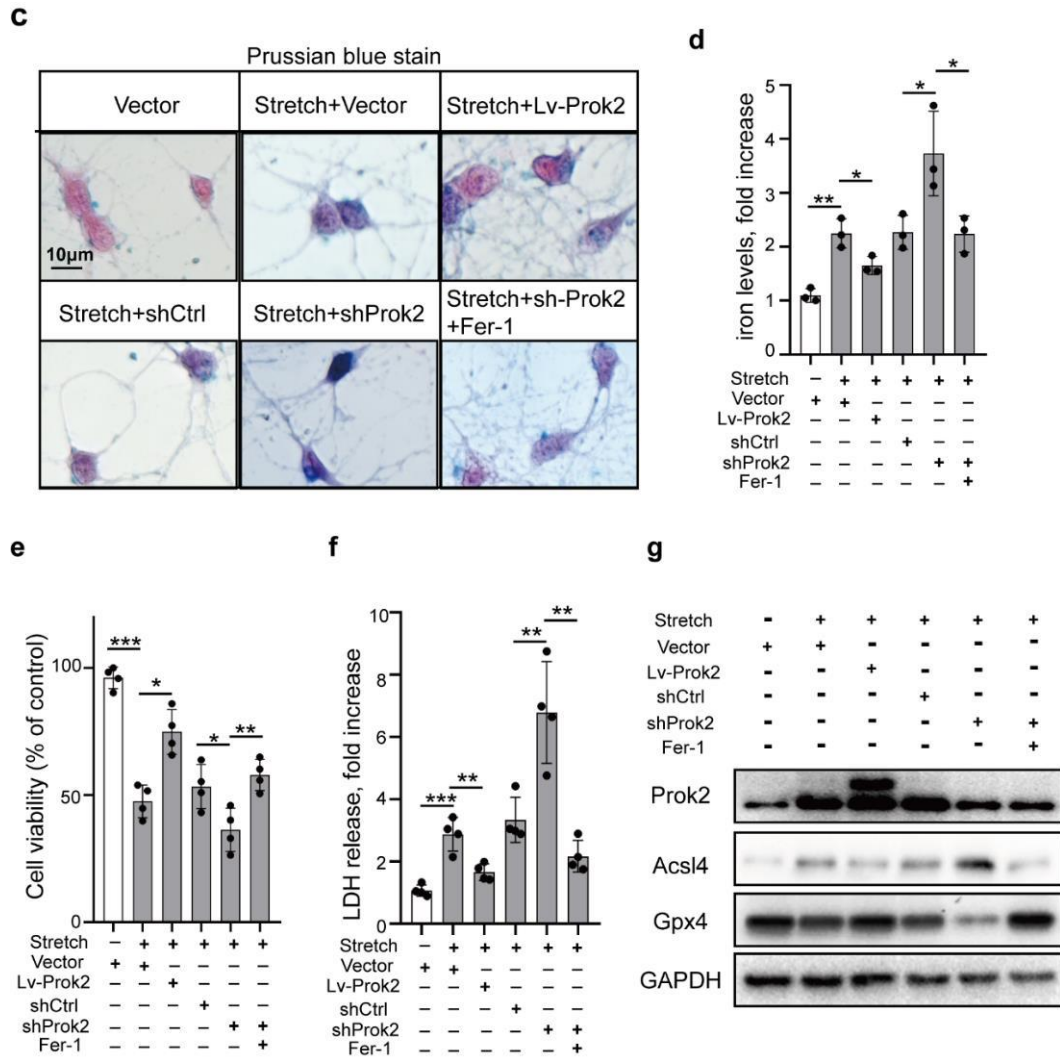 c
Prussian blue stain
Vector
Stretch+Vector
Stretch+Lv-Prok2
10μm
Stretch+shCtrl
Stretch+shProk2
Stretch+sh-Prok2
+Fer-1
d
iron levels, fold increase
5
4
3
2
1
0
** * * *
Stretch – + + + + +
Vector + + – – – –
Lv-Prok2 – – + – – –
shCtrl – – – + – –
shProk2 – – – – + +
Fer-1 – – – – – +
e
Cell viability (% of control)
100
50
0
*** * * **
Stretch – + + + + +
Vector + + – – – –
Lv-Prok2 – – + – – –
shCtrl – – – + – –
shProk2 – – – – + +
Fer-1 – – – – – +
f
LDH release, fold increase
10
8
6
4
2
0
*** ** ** **
Stretch – + + + + +
Vector + + – – – –
Lv-Prok2 – – + – – –
shCtrl – – – + – –
shProk2 – – – – + +
Fer-1 – – – – – +
g
Stretch - + + + + +
Vector + + - - - -
Lv-Prok2 - - + - - -
shCtrl - - - + - -
shProk2 - - - - + +
Fer-1 - - - - - +
Prok2
Acsl4
Gpx4
GAPDH